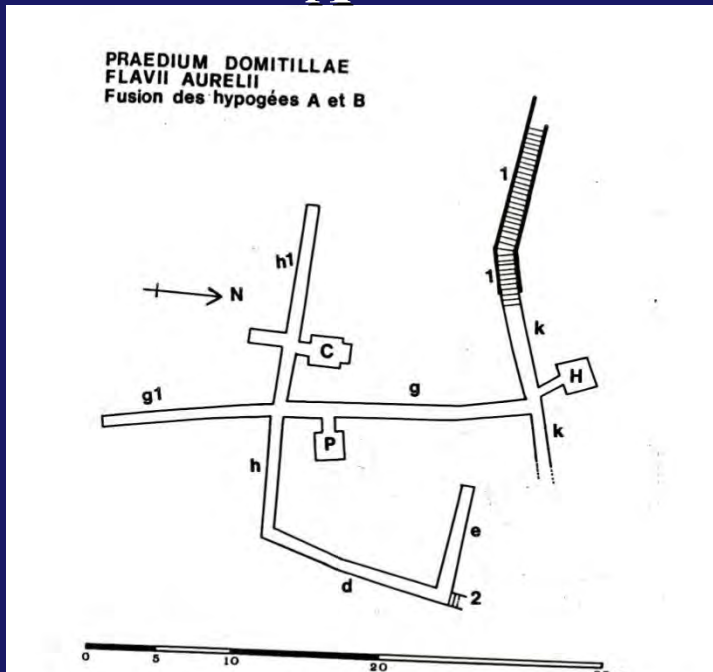 PRAEDIUM DOMITILLAE
FLAVII AURELII
Fusion des hypogées A et B
1
h1
1
N
k
C
H
g
g1
k
P
h
e
d
2
0 5 10 20